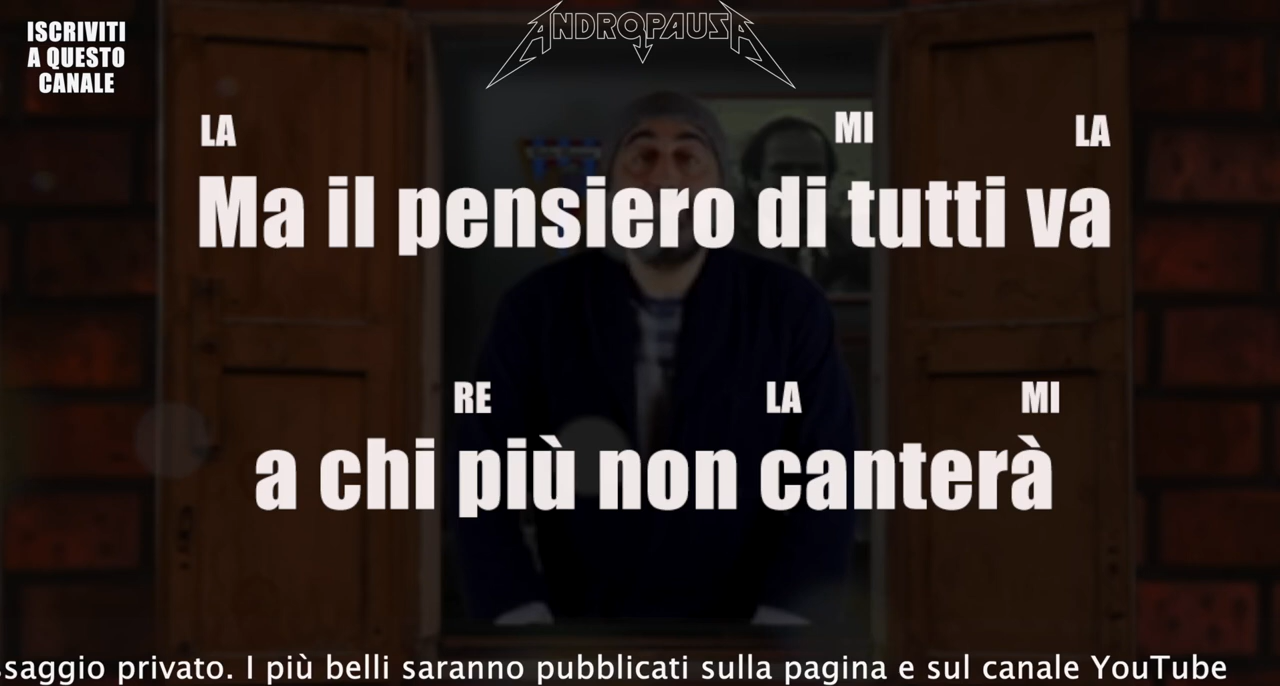 ISCRIVITI
A QUESTO
CANALE
ANDROPAUSA
LA MI LA
Ma il pensiero di tutti va
RE LA MI
a chi più non canterà
saggio privato. I più belli saranno pubblicati sulla pagina e sul canale YouTube